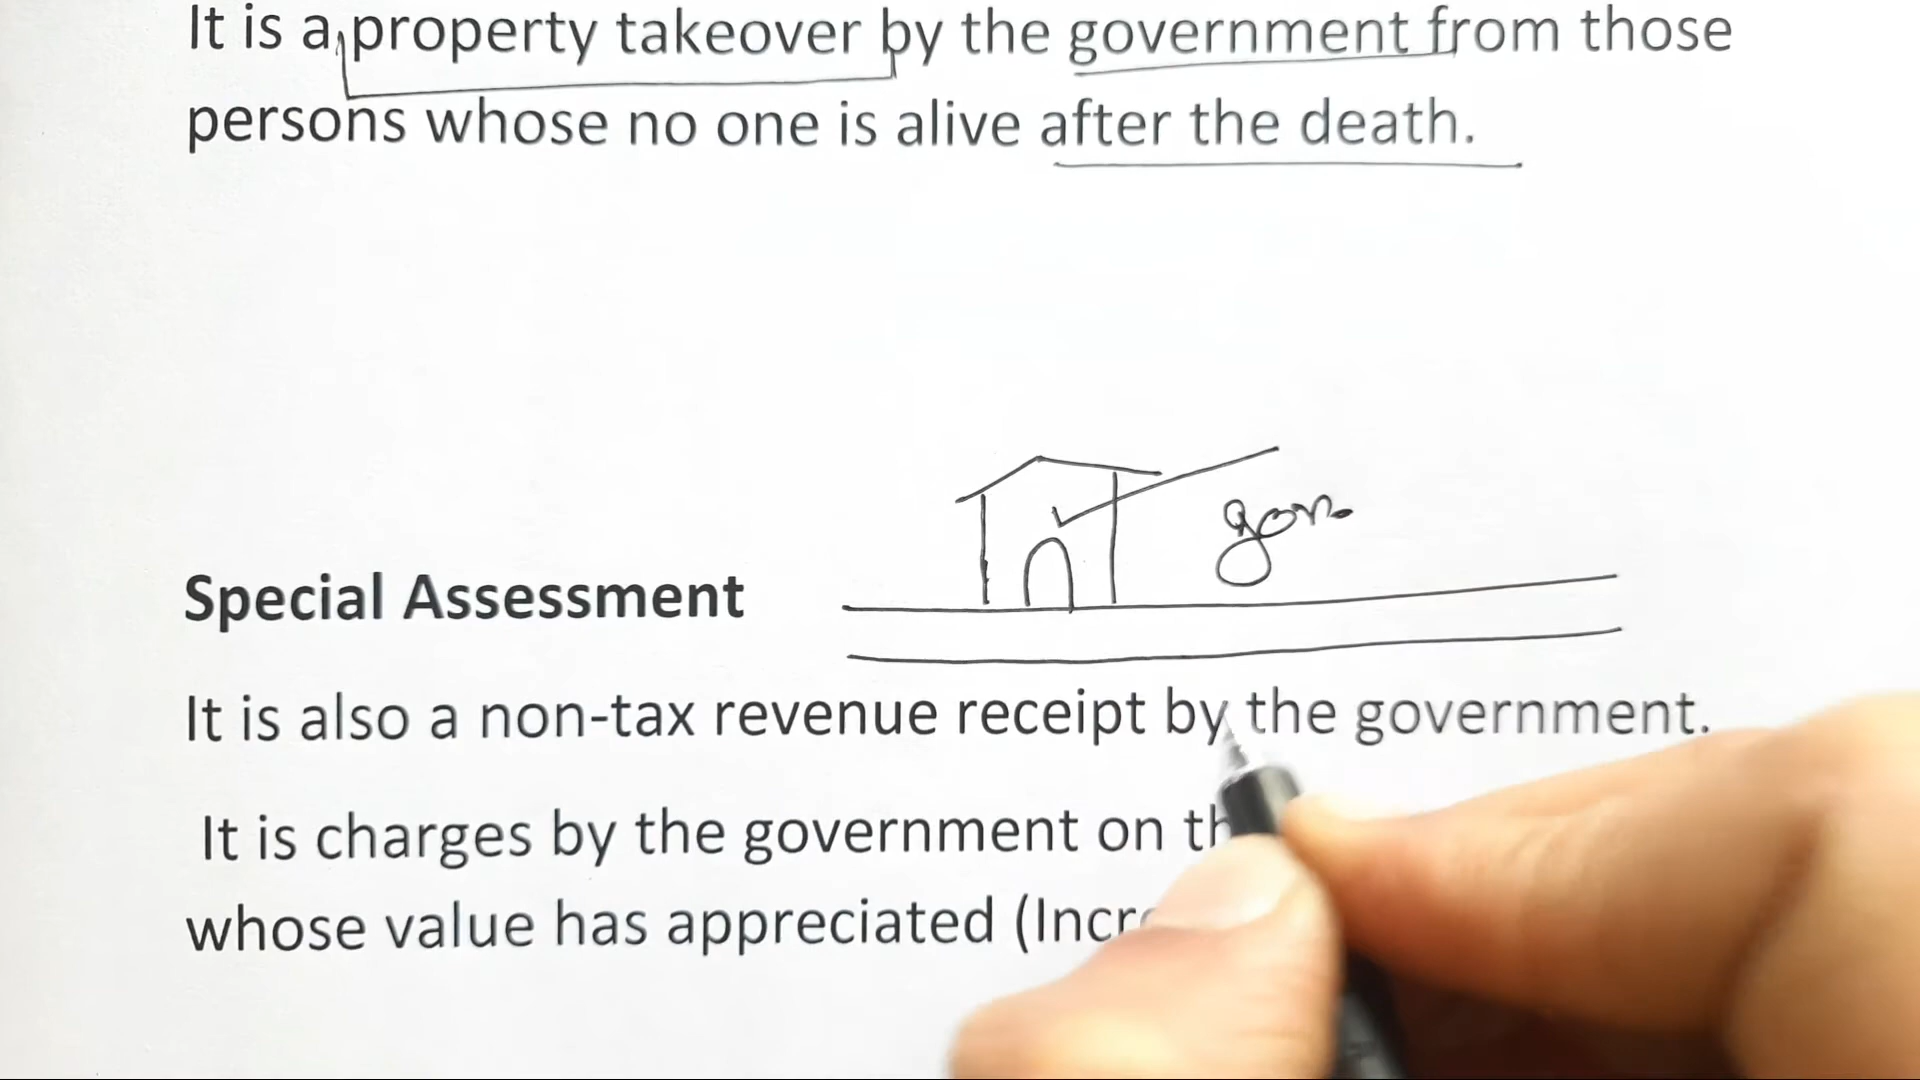 It is a property takeover by the government from those
persons whose no one is alive after the death.
gov.
Special Assessment
It is also a non-tax revenue receipt by the government.
It is charges by the government on
whose value has appreciated